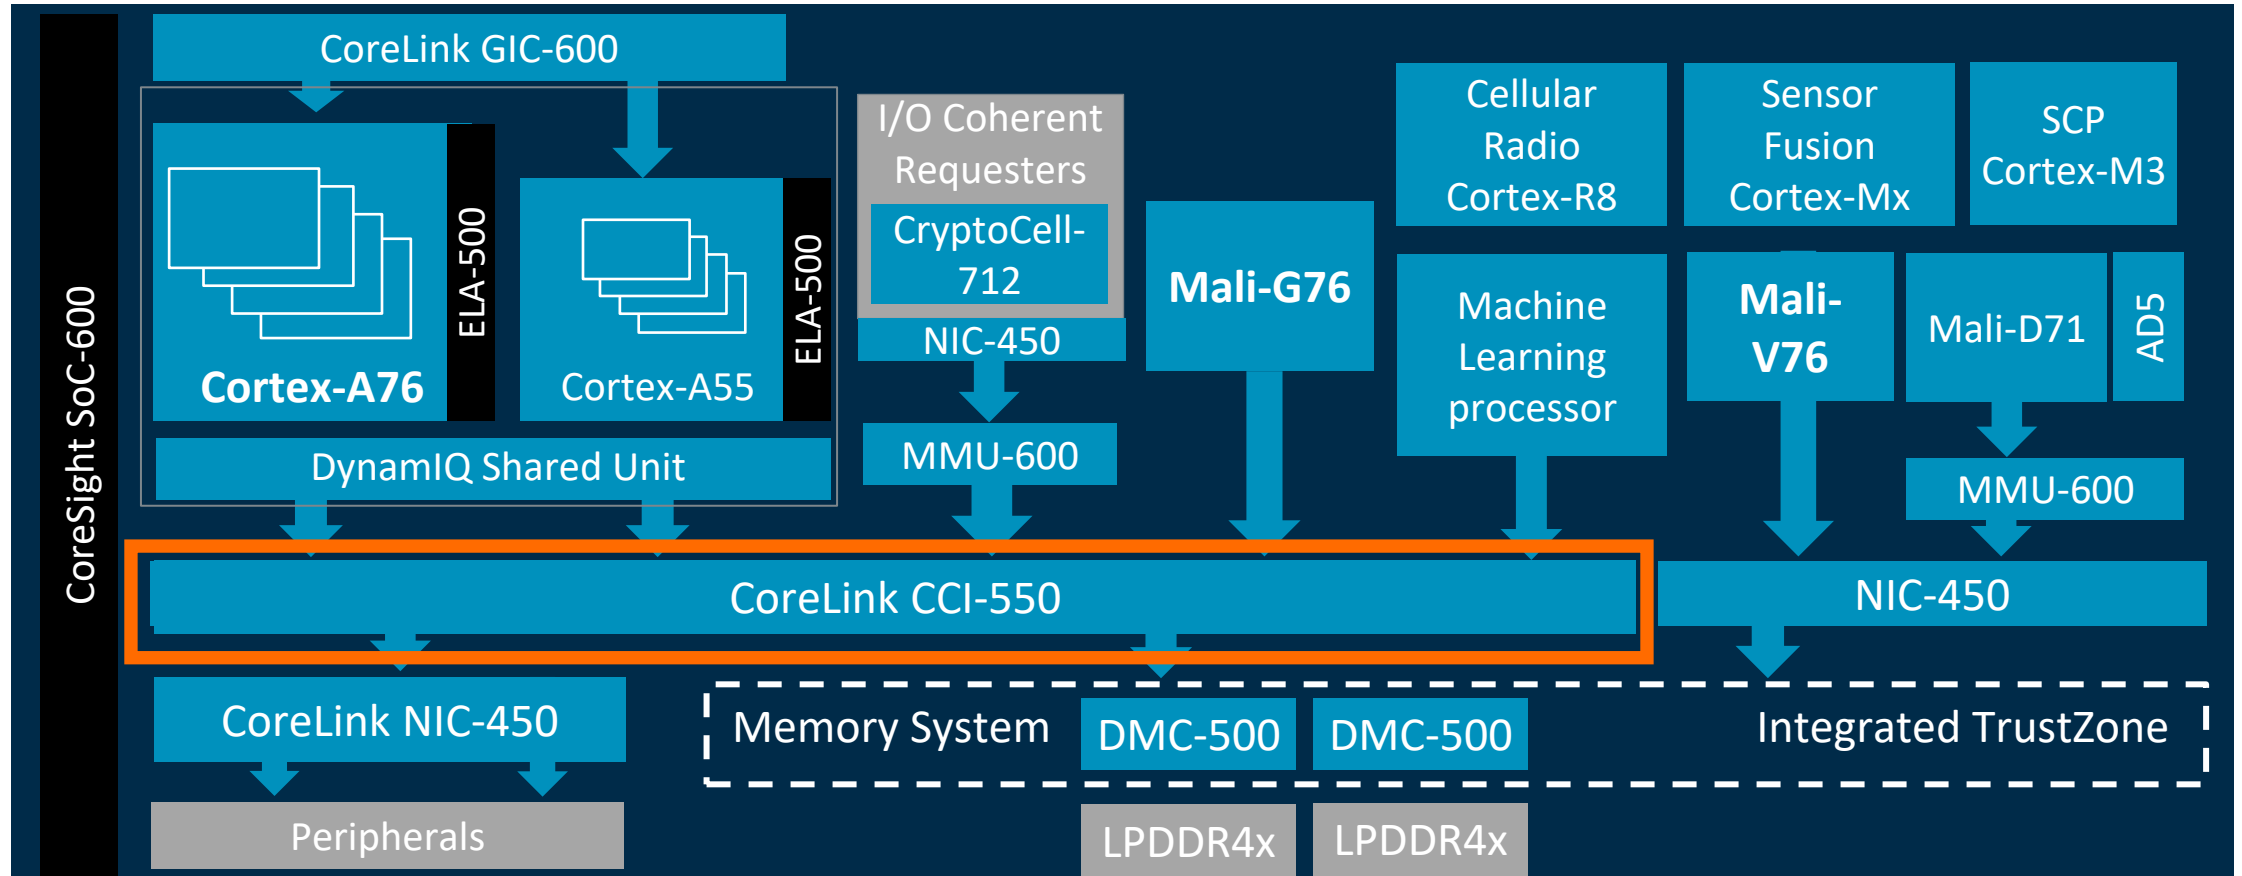 CoreSight SoC-600
CoreLink GIC-600
Cortex-A76
ELA-500
Cortex-A55
ELA-500
DynamIQ Shared Unit
I/O Coherent
Requesters
CryptoCell-
712
NIC-450
MMU-600
Mali-G76
Cellular
Radio
Cortex-R8
Sensor
Fusion
Cortex-Mx
SCP
Cortex-M3
Machine
Learning
processor
Mali-
V76
Mali-D71
AD5
MMU-600
CoreLink CCI-550
NIC-450
CoreLink NIC-450
Peripherals
Memory System
DMC-500
DMC-500
Integrated TrustZone
LPDDR4x
LPDDR4x